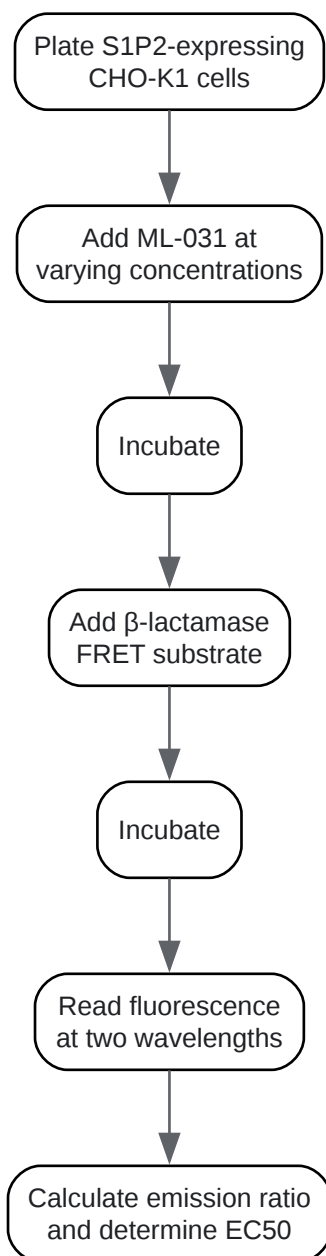 Plate S1P2-expressing
CHO-K1 cells
Add ML-031 at
varying concentrations
Incubate
Add β-lactamase
FRET substrate
Incubate
Read fluorescence
at two wavelengths
Calculate emission ratio
and determine EC50